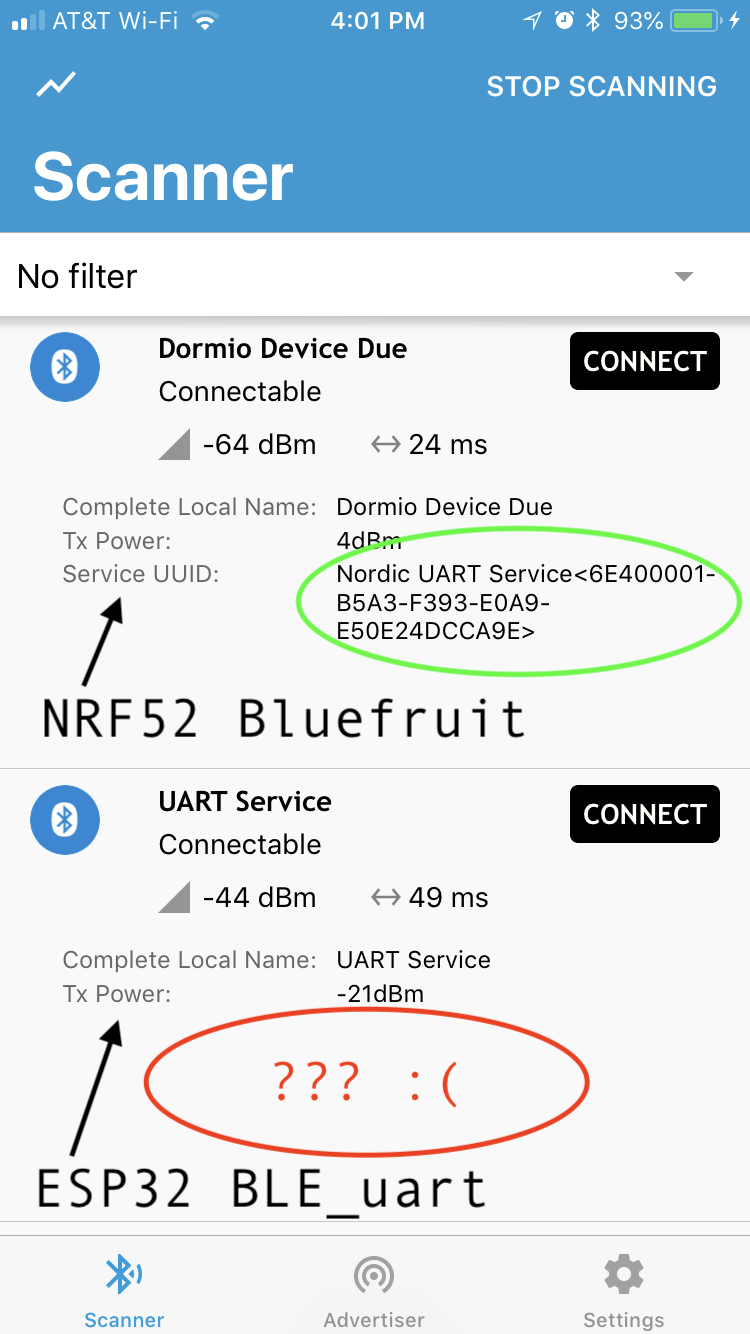 AT&T Wi-Fi 4:01 PM 93%
STOP SCANNING
Scanner
No filter
Dormio Device Due
CONNECT
Connectable
-64 dBm 24 ms
Complete Local Name: Dormio Device Due
Tx Power: 4dBm
Service UUID: Nordic UART Service<6E400001-
B5A3-F393-E0A9-
E50E24DCCA9E>
NRF52 Bluefruit
UART Service
CONNECT
Connectable
-44 dBm 49 ms
Complete Local Name: UART Service
Tx Power: -21dBm
??? :(
ESP32 BLE_uart
Scanner Advertiser Settings